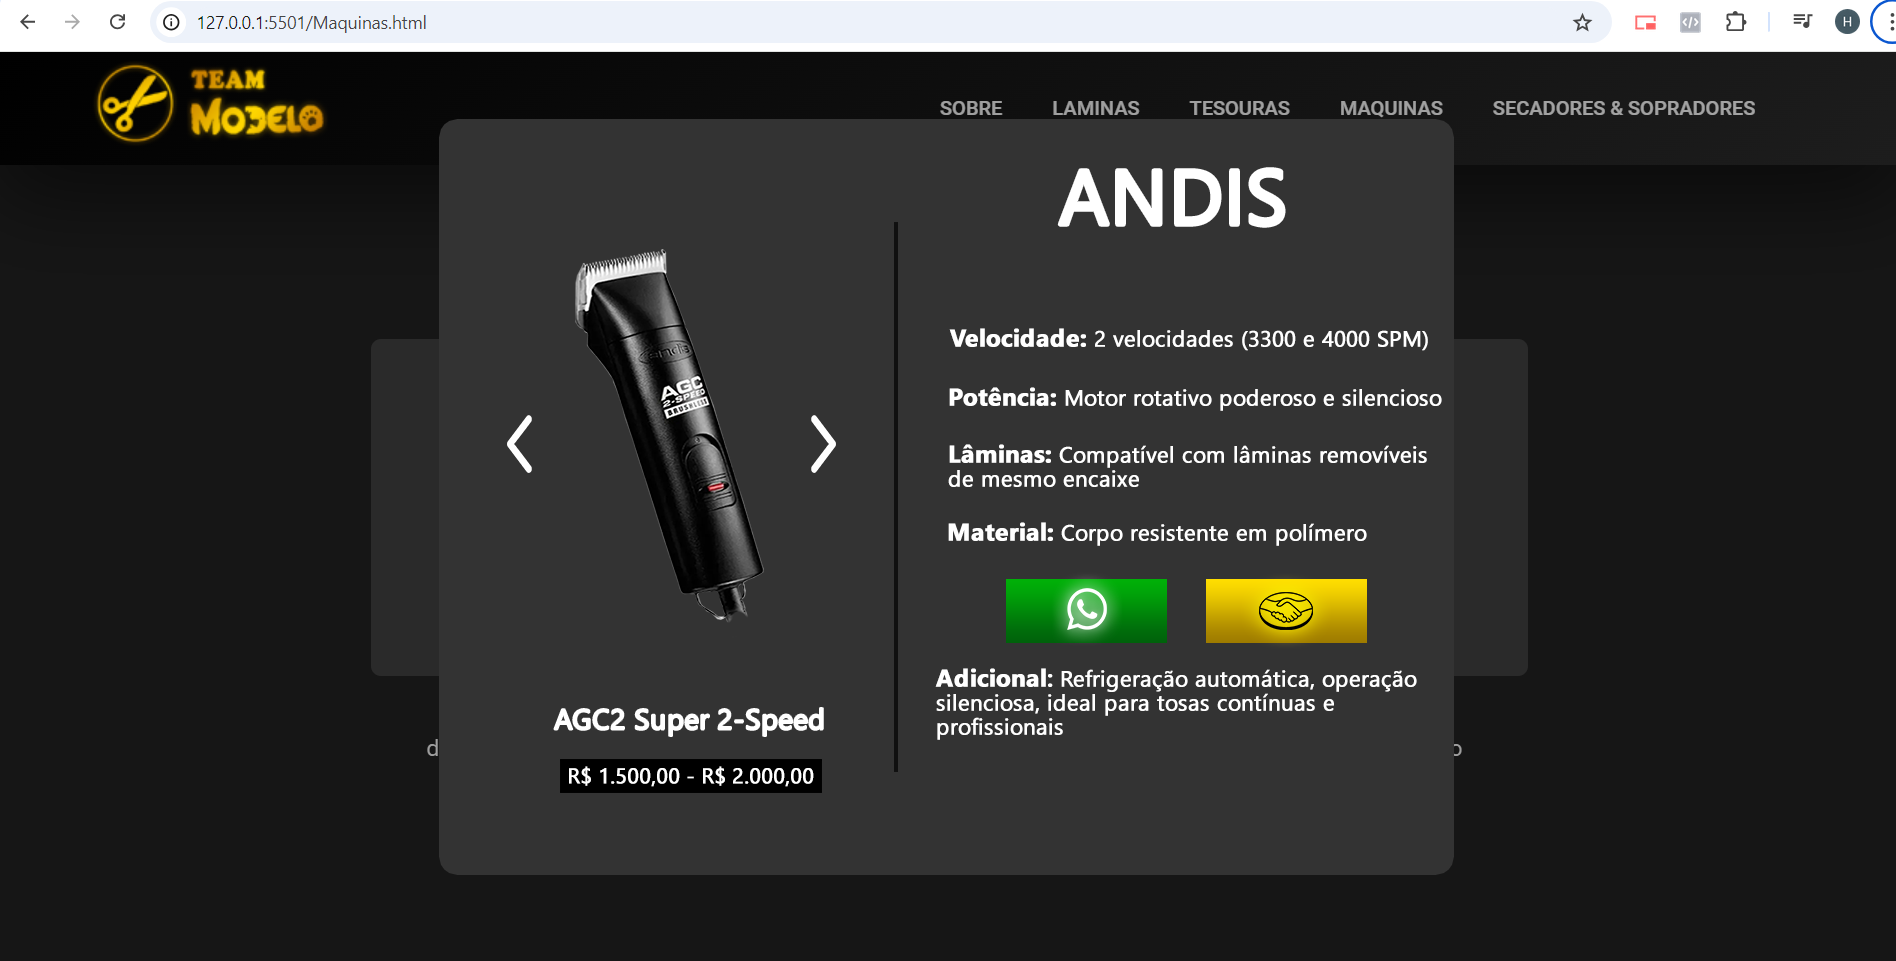 127.0.0.1:5501/Maquinas.html
H
TEAM
MODELO
SOBRE LAMINAS TESOURAS MAQUINAS SECADORES & SOPRADORES
ANDIS
Velocidade: 2 velocidades (3300 e 4000 SPM)
Potência: Motor rotativo poderoso e silencioso
Lâminas: Compatível com lâminas removíveis
de mesmo encaixe
Material: Corpo resistente em polímero
Adicional: Refrigeração automática, operação
silenciosa, ideal para tosas contínuas e
profissionais
andis
AGC
2-SPEED
BRUSHLESS
AGC2 Super 2-Speed
R$ 1.500,00 - R$ 2.000,00
d